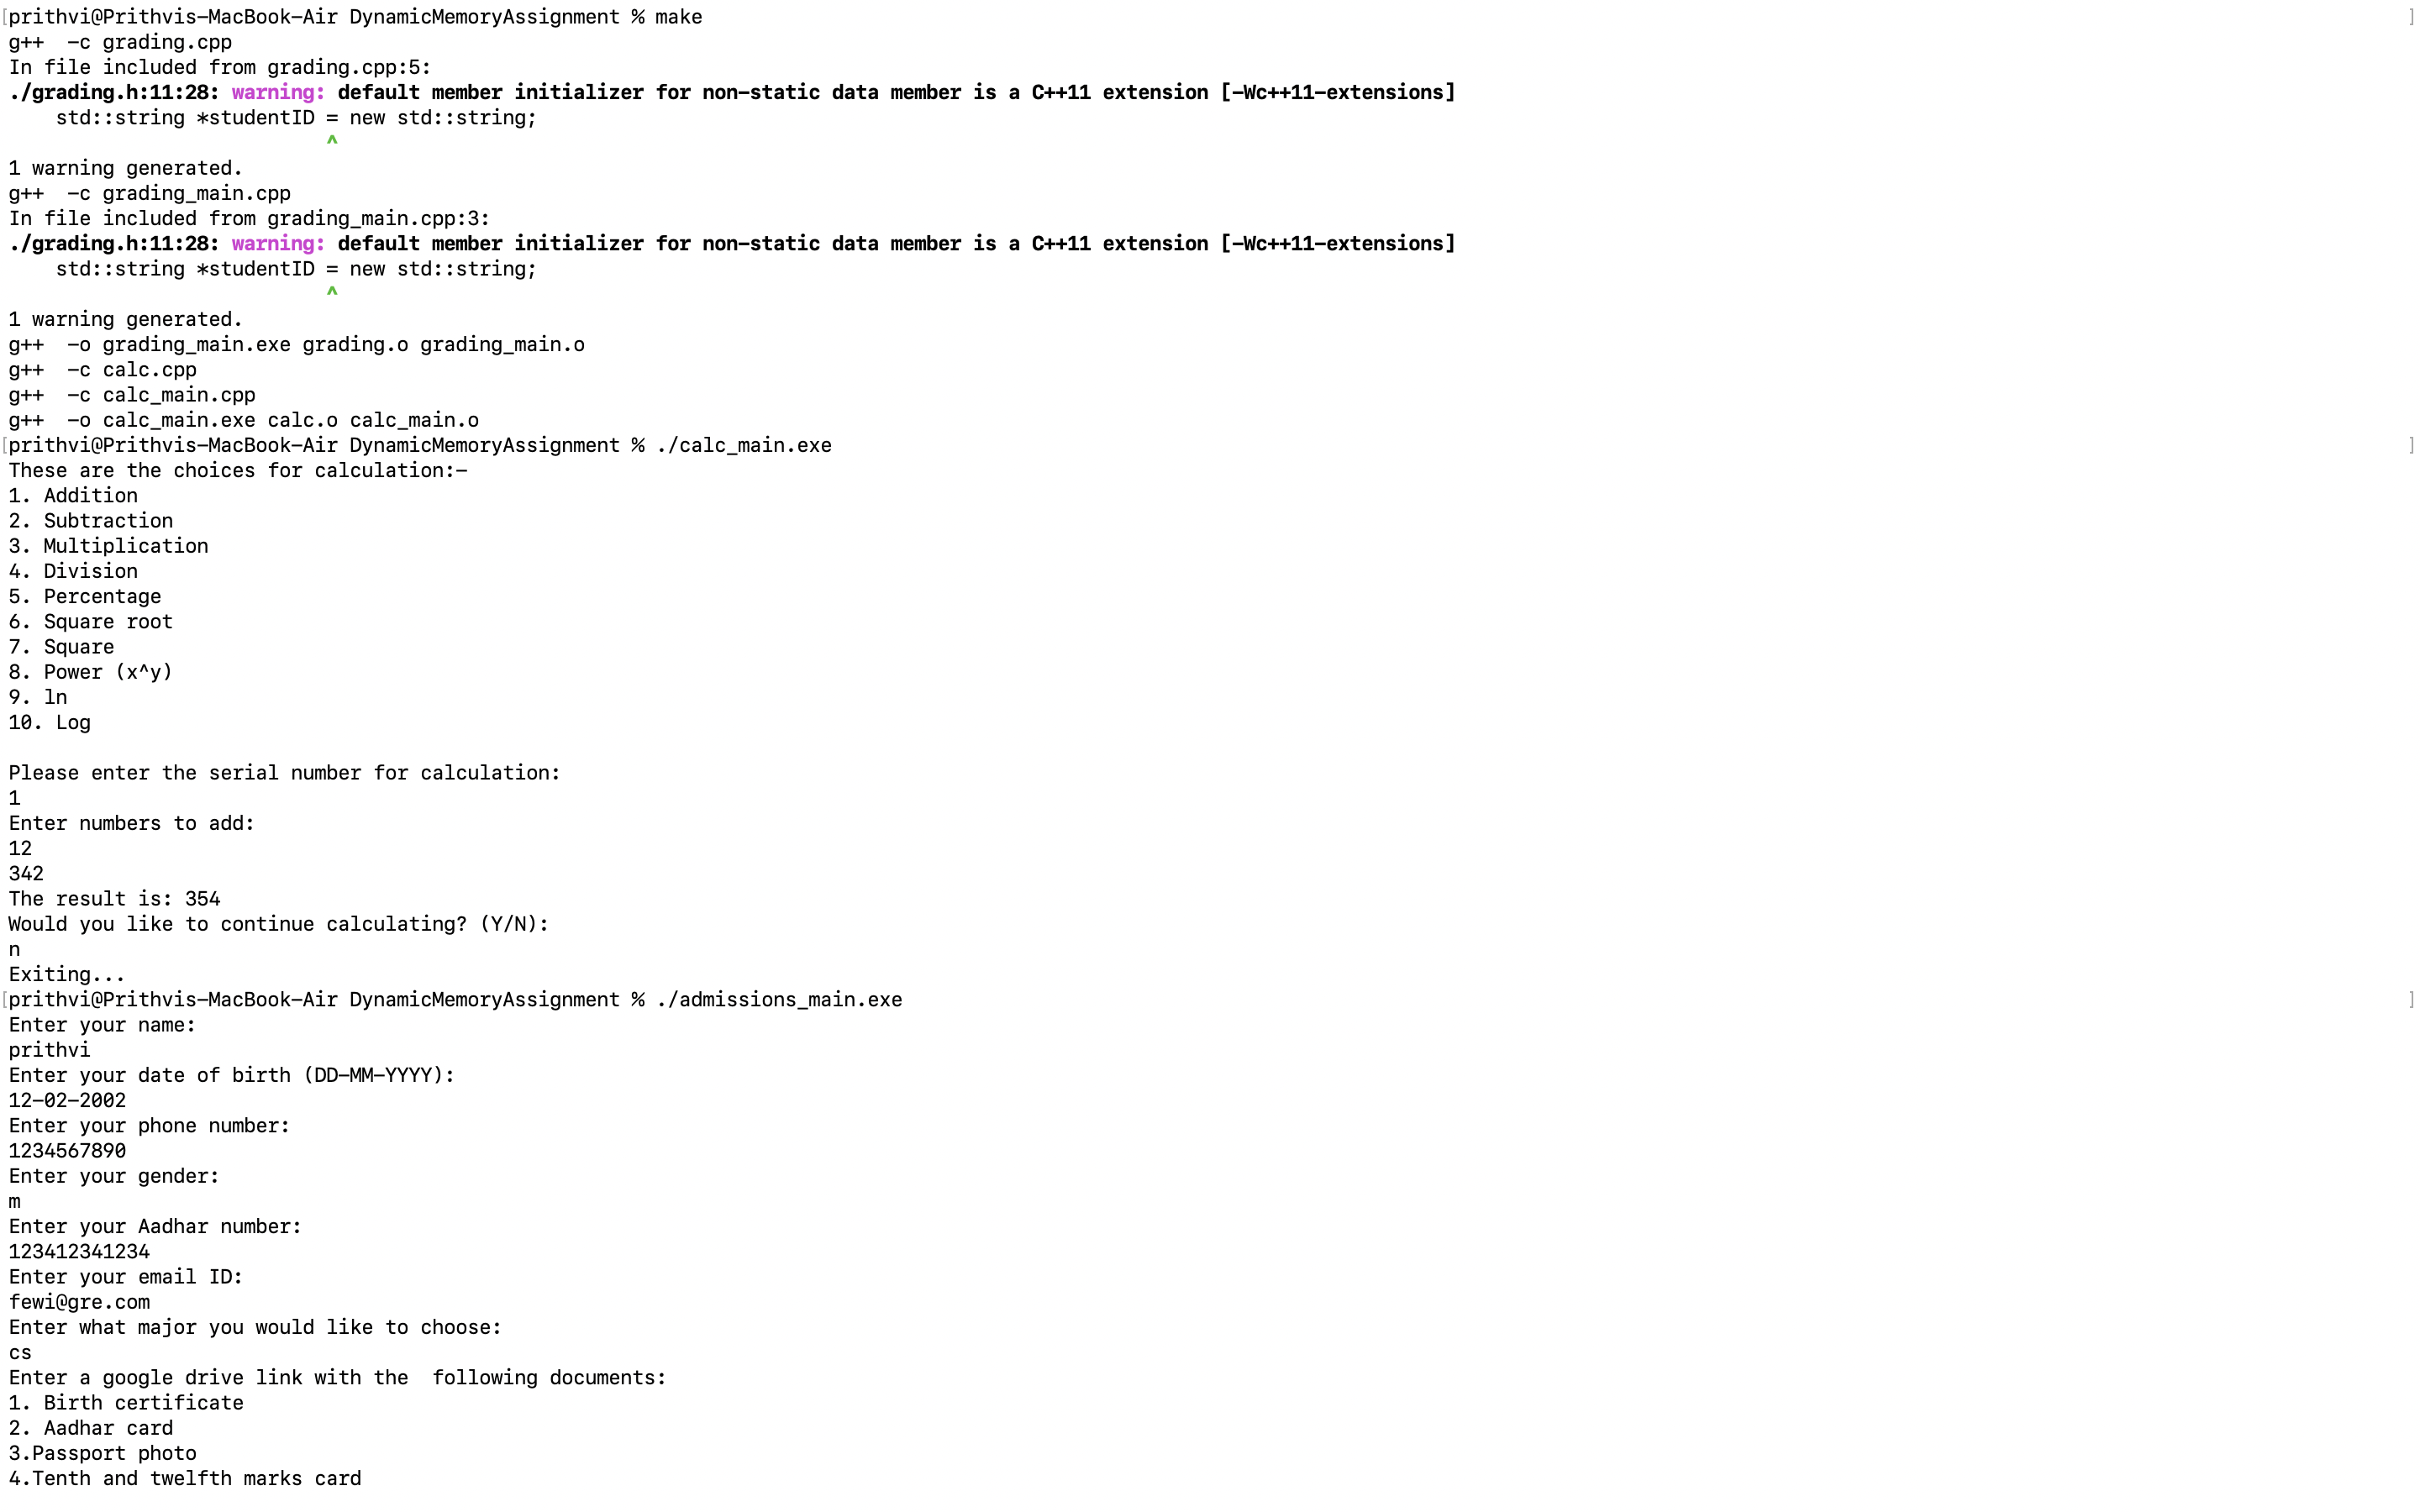 [prithvi@Prithvis-MacBook-Air DynamicMemoryAssignment % make ]
g++  -c grading.cpp
In file included from grading.cpp:5:
./grading.h:11:28: warning: default member initializer for non-static data member is a C++11 extension [-Wc++11-extensions]
    std::string *studentID = new std::string;
                           ^
1 warning generated.
g++  -c grading_main.cpp
In file included from grading_main.cpp:3:
./grading.h:11:28: warning: default member initializer for non-static data member is a C++11 extension [-Wc++11-extensions]
    std::string *studentID = new std::string;
                           ^
1 warning generated.
g++  -o grading_main.exe grading.o grading_main.o
g++  -c calc.cpp
g++  -c calc_main.cpp
g++  -o calc_main.exe calc.o calc_main.o
[prithvi@Prithvis-MacBook-Air DynamicMemoryAssignment % ./calc_main.exe ]
These are the choices for calculation:-
1. Addition
2. Subtraction
3. Multiplication
4. Division
5. Percentage
6. Square root
7. Square
8. Power (x^y)
9. ln
10. Log

Please enter the serial number for calculation:
1
Enter numbers to add:
12
342
The result is: 354
Would you like to continue calculating? (Y/N):
n
Exiting...
[prithvi@Prithvis-MacBook-Air DynamicMemoryAssignment % ./admissions_main.exe ]
Enter your name:
prithvi
Enter your date of birth (DD-MM-YYYY):
12-02-2002
Enter your phone number:
1234567890
Enter your gender:
m
Enter your Aadhar number:
123412341234
Enter your email ID:
fewi@gre.com
Enter what major you would like to choose:
cs
Enter a google drive link with the  following documents:
1. Birth certificate
2. Aadhar card
3.Passport photo
4.Tenth and twelfth marks card